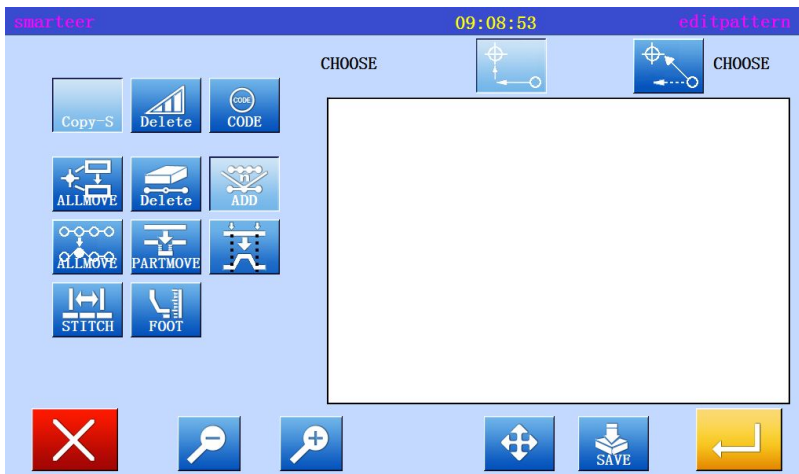 smarteer 09:08:53 editpattern
CHOOSE CHOOSE
Copy-S Delete CODE CODE
ALLMOVE Delete n ADD
ALLMOVE PARTMOVE
STITCH FOOT
SAVE